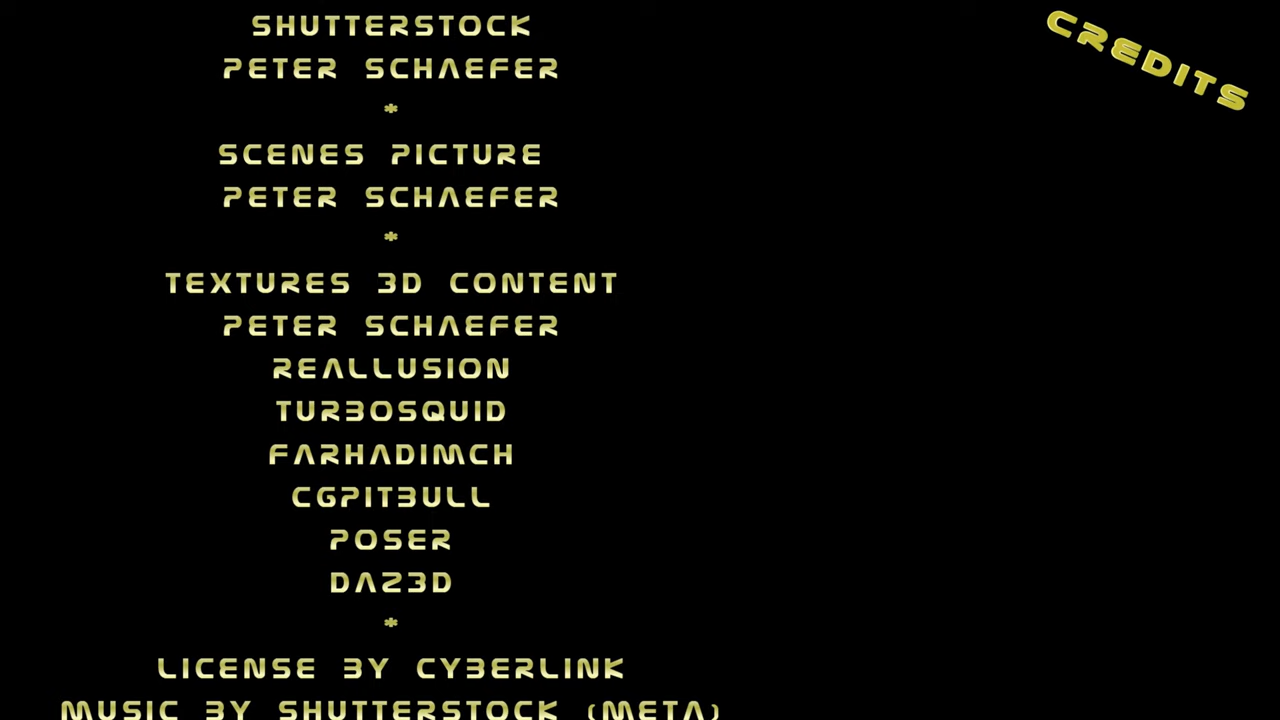 SHUTTERSTOCK
PETER SCHAEFER
*
SCENES PICTURE
PETER SCHAEFER
*
TEXTURES 3D CONTENT
PETER SCHAEFER
REALLUSION
TURBOSQUID
FARHADIMCH
CGPITBULL
POSER
DAZ3D
*
LICENSE BY CYBERLINK
MUSIC BY SHUTTERSTOCK (META)
CREDITS